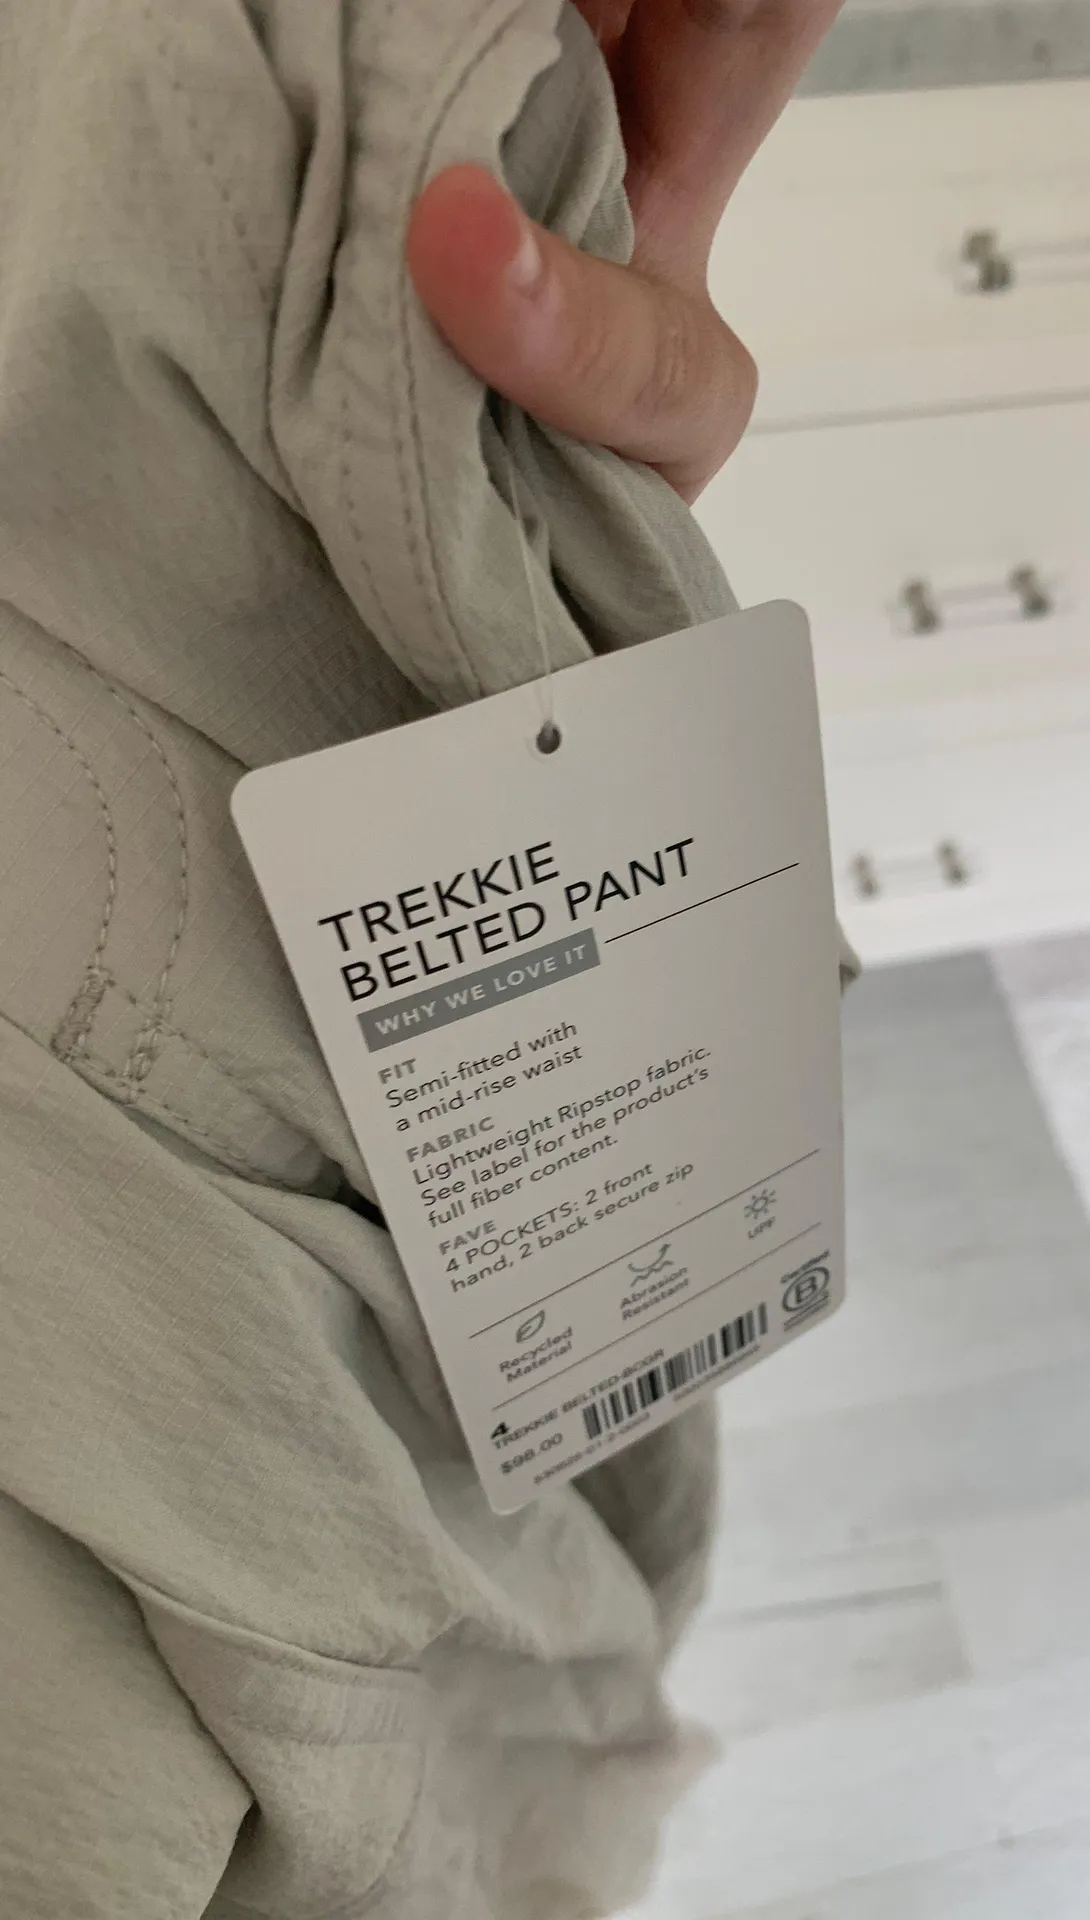 TREKKIE
BELTED PANT
WHY WE LOVE IT
FIT
Semi-fitted with
a mid-rise waist
FABRIC
Lightweight Ripstop fabric.
See label for the product's
full fiber content.
FAVE
4 POCKETS: 2 front
hand, 2 back secure zip
Recycled
Material
Abrasion
Resistant
UPF
Certified
B
4
TREKKIE BELTED-BCGR
$98.00